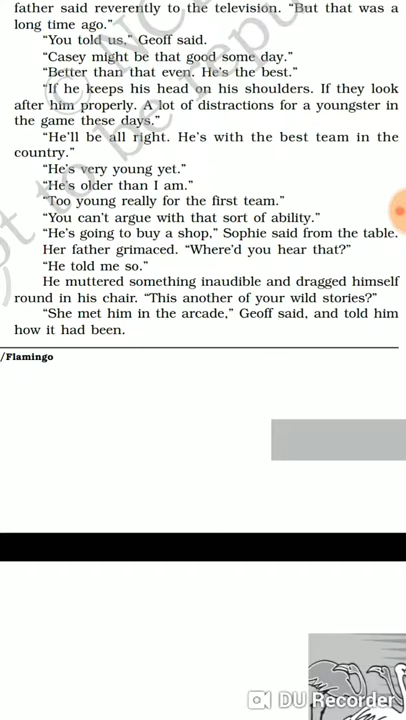 father said reverently to the television. “But that was a
long time ago.”
“You told us,” Geoff said.
“Casey might be that good some day.”
“Better than that even. He’s the best.”
“If he keeps his head on his shoulders. If they look
after him properly. A lot of distractions for a youngster in
the game these days.”
“He’ll be all right. He’s with the best team in the
country.”
“He’s very young yet.”
“He’s older than I am.”
“Too young really for the first team.”
“You can’t argue with that sort of ability.”
“He’s going to buy a shop,” Sophie said from the table.
Her father grimaced. “Where’d you hear that?”
“He told me so.”
He muttered something inaudible and dragged himself
round in his chair. “This another of your wild stories?”
“She met him in the arcade,” Geoff said, and told him
how it had been.
/Flamingo
DU Recorder